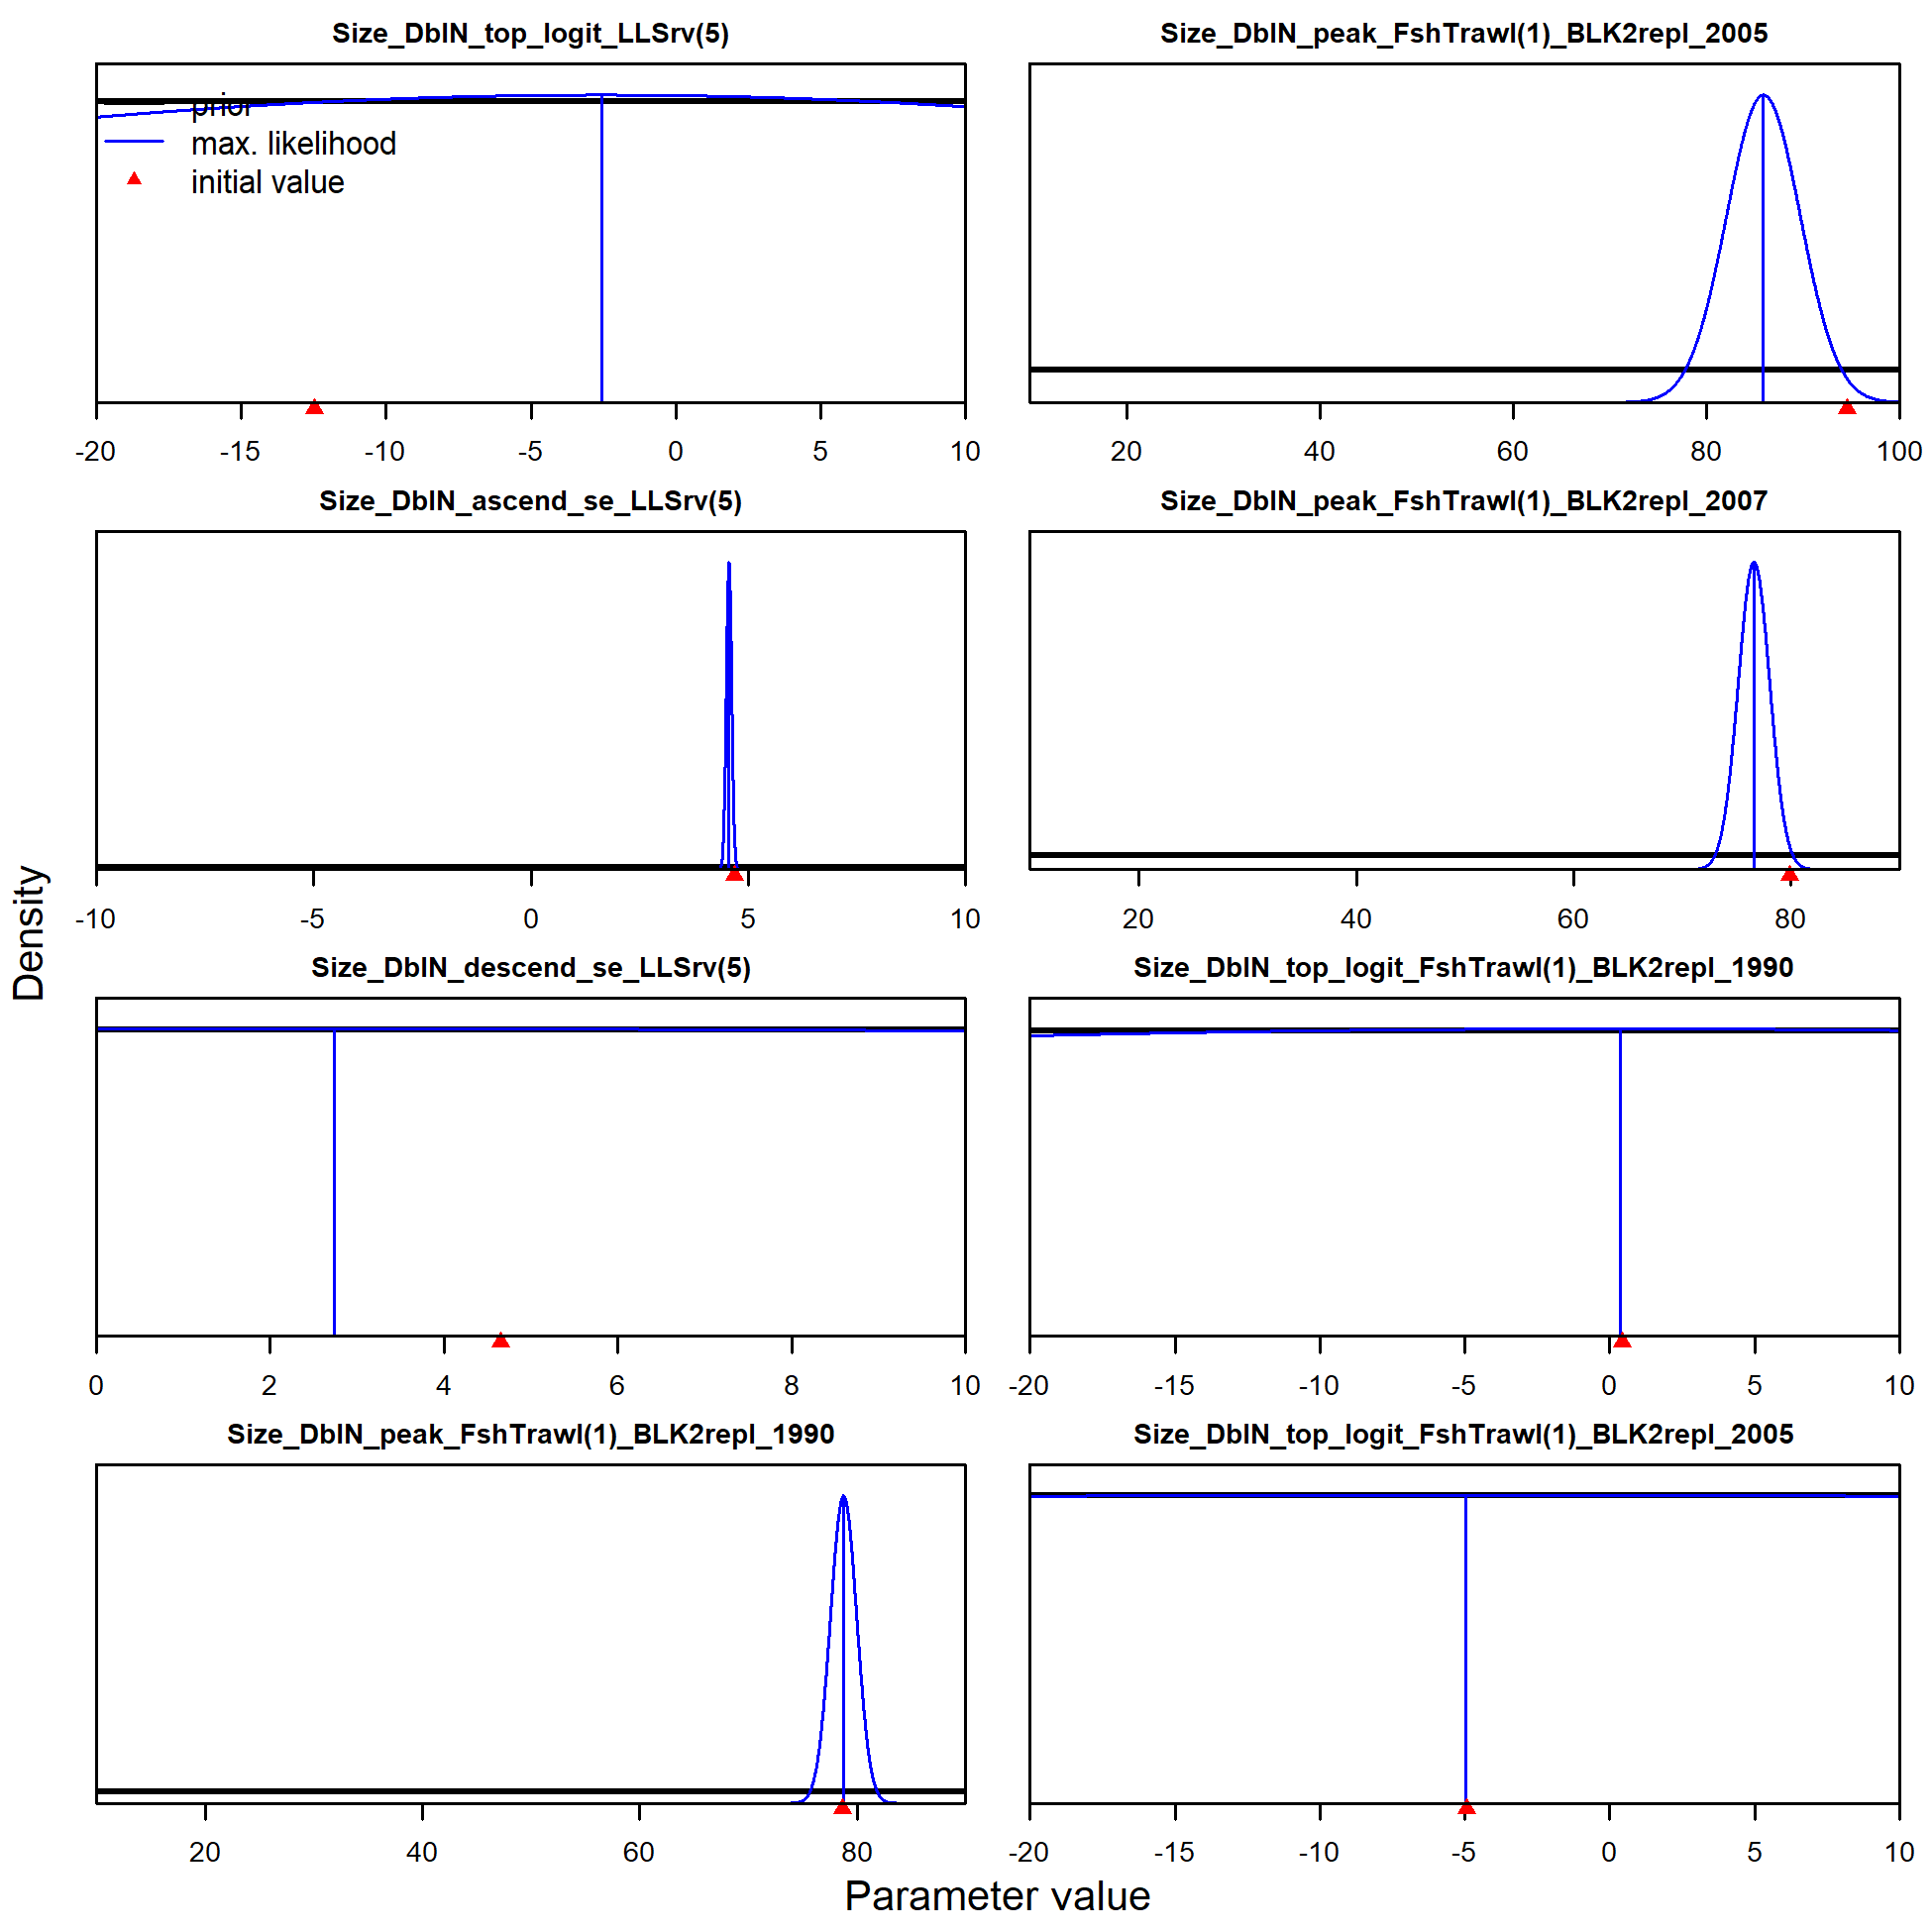 Size_DblN_top_logit_LLSrv(5)
prior
max. likelihood
initial value
-20 -15 -10 -5 0 5 10
Size_DblN_peak_FshTrawl(1)_BLK2repl_2005
20 40 60 80 100
Size_DblN_ascend_se_LLSrv(5)
-10 -5 0 5 10
Size_DblN_peak_FshTrawl(1)_BLK2repl_2007
20 40 60 80
Size_DblN_descend_se_LLSrv(5)
0 2 4 6 8 10
Size_DblN_top_logit_FshTrawl(1)_BLK2repl_1990
-20 -15 -10 -5 0 5 10
Size_DblN_peak_FshTrawl(1)_BLK2repl_1990
20 40 60 80
Size_DblN_top_logit_FshTrawl(1)_BLK2repl_2005
-20 -15 -10 -5 0 5 10
Density
Parameter value